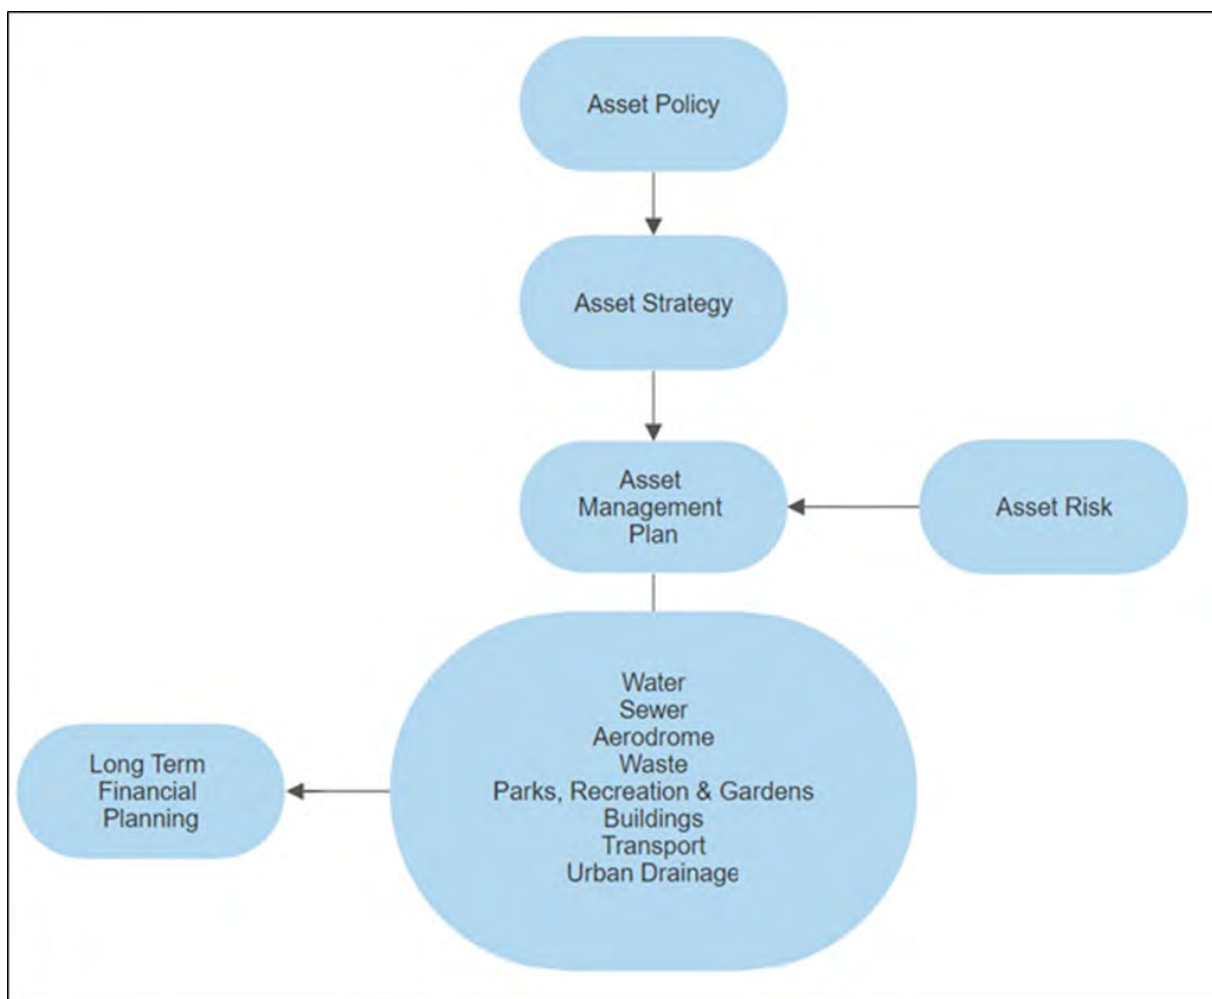 Asset Policy
Asset Strategy
Asset
Management
Plan
Asset Risk
Water
Sewer
Aerodrome
Waste
Parks, Recreation & Gardens
Buildings
Transport
Urban Drainage
Long Term
Financial
Planning